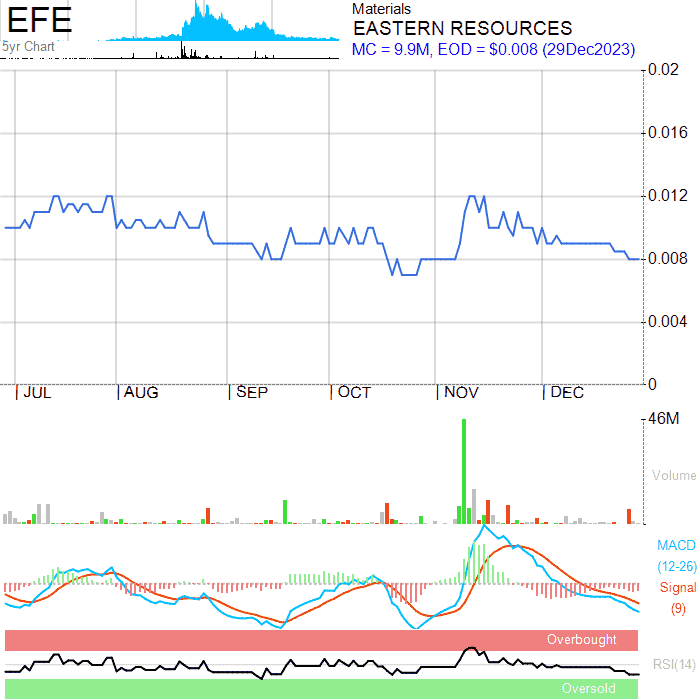 EFE
5yr Chart
Materials
EASTERN RESOURCES
MC = 9.9M, EOD = $0.008 (29Dec2023)
0.02
0.016
0.012
0.008
0.004
0
JUL AUG SEP OCT NOV DEC
46M
Volume
MACD
(12-26)
Signal
(9)
Overbought
RSI(14)
Oversold